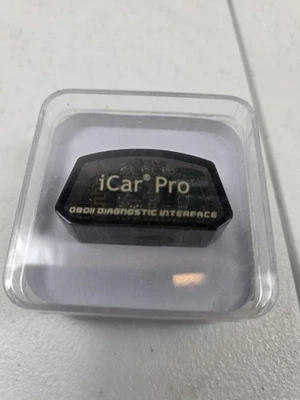 iCar® Pro
OBDII DIAGNOSTIC INTERFACE